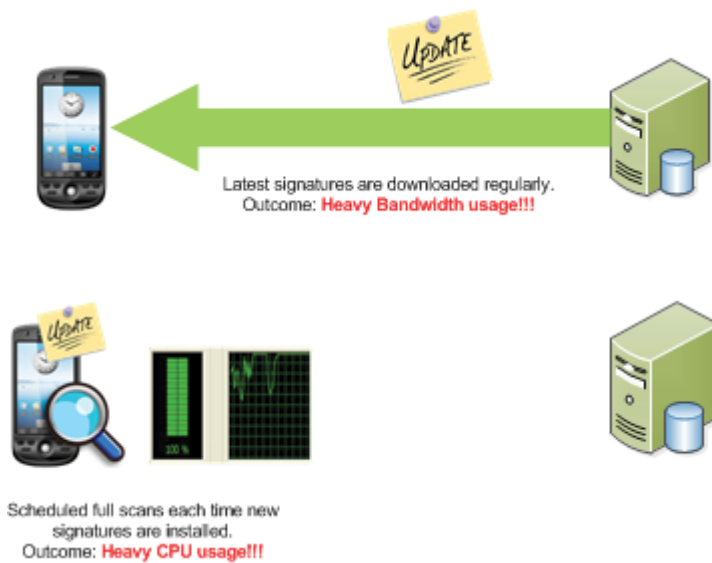 UPDATE
Latest signatures are downloaded regularly.
Outcome: Heavy Bandwidth usage!!!
UPDATE
100 %
Scheduled full scans each time new
signatures are installed.
Outcome: Heavy CPU usage!!!